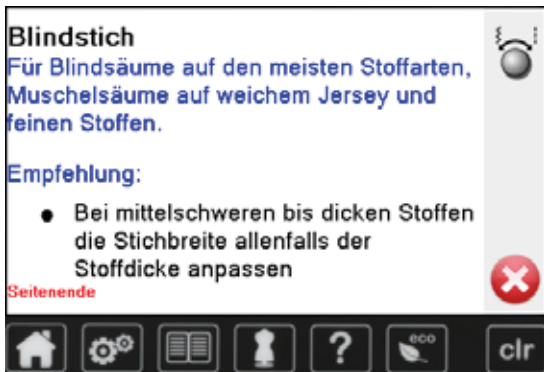 Blindstich
Für Blindsäume auf den meisten Stoffarten,
Muschelsäume auf weichem Jersey und
feinen Stoffen.
Empfehlung:
● Bei mittelschweren bis dicken Stoffen
die Stichbreite allenfalls der
Stoffdicke anpassen
Seitenende
? eco clr